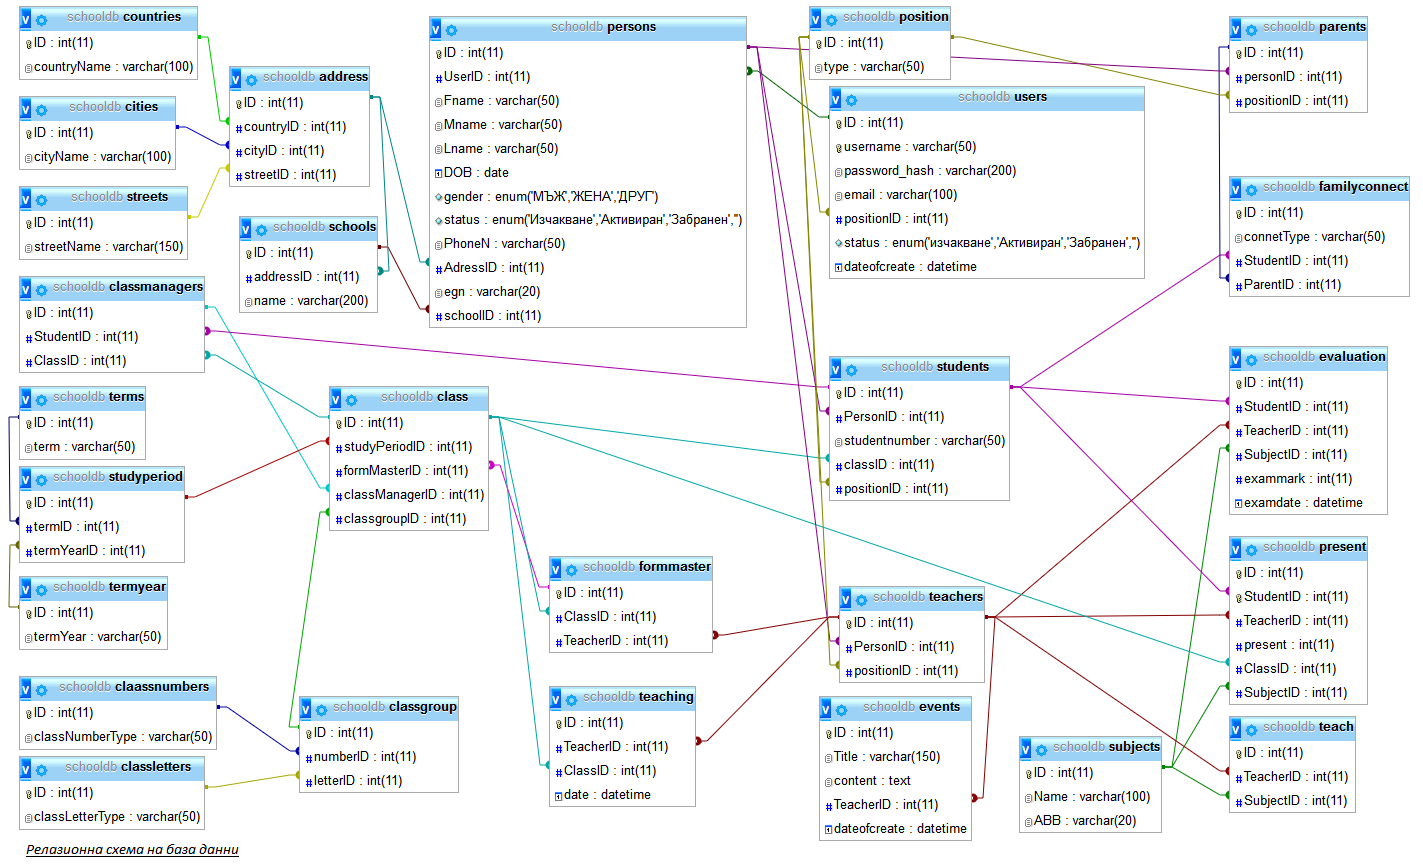 schooldb countries
ID : int(11)
countryName : varchar(100)
schooldb cities
ID : int(11)
cityName : varchar(100)
schooldb streets
ID : int(11)
streetName : varchar(150)
schooldb address
ID : int(11)
countryID : int(11)
cityID : int(11)
streetID : int(11)
schooldb schools
ID : int(11)
addressID : int(11)
name : varchar(200)
schooldb persons
ID : int(11)
UserID : int(11)
Fname : varchar(50)
Mname : varchar(50)
Lname : varchar(50)
DOB : date
gender : enum('МЪЖ','ЖЕНА','ДРУГ')
status : enum('Изчакване','Активиран','Забранен','')
PhoneN : varchar(50)
AdressID : int(11)
egn : varchar(20)
schoolID : int(11)
schooldb position
ID : int(11)
type : varchar(50)
schooldb users
ID : int(11)
username : varchar(50)
password_hash : varchar(200)
email : varchar(100)
positionID : int(11)
status : enum('изчакване','Активиран','Забранен','')
dateofcreate : datetime
schooldb parents
ID : int(11)
personID : int(11)
positionID : int(11)
schooldb familyconnect
ID : int(11)
connetType : varchar(50)
StudentID : int(11)
ParentID : int(11)
schooldb classmanagers
ID : int(11)
StudentID : int(11)
ClassID : int(11)
schooldb terms
ID : int(11)
term : varchar(50)
schooldb studyperiod
ID : int(11)
termID : int(11)
termYearID : int(11)
schooldb termyear
ID : int(11)
termYear : varchar(50)
schooldb class
ID : int(11)
studyPeriodID : int(11)
formMasterID : int(11)
classManagerID : int(11)
classgroupID : int(11)
schooldb students
ID : int(11)
PersonID : int(11)
studentnumber : varchar(50)
classID : int(11)
positionID : int(11)
schooldb evaluation
ID : int(11)
StudentID : int(11)
TeacherID : int(11)
SubjectID : int(11)
exammark : int(11)
examdate : datetime
schooldb formmaster
ID : int(11)
ClassID : int(11)
TeacherID : int(11)
schooldb teachers
ID : int(11)
PersonID : int(11)
positionID : int(11)
schooldb present
ID : int(11)
StudentID : int(11)
TeacherID : int(11)
present : int(11)
ClassID : int(11)
SubjectID : int(11)
schooldb claassnumbers
ID : int(11)
classNumberType : varchar(50)
schooldb classletters
ID : int(11)
classLetterType : varchar(50)
schooldb classgroup
ID : int(11)
numberID : int(11)
letterID : int(11)
schooldb teaching
ID : int(11)
TeacherID : int(11)
ClassID : int(11)
date : datetime
schooldb events
ID : int(11)
Title : varchar(150)
content : text
TeacherID : int(11)
dateofcreate : datetime
schooldb subjects
ID : int(11)
Name : varchar(100)
ABB : varchar(20)
schooldb teach
ID : int(11)
TeacherID : int(11)
SubjectID : int(11)
Релазионна схема на база данни